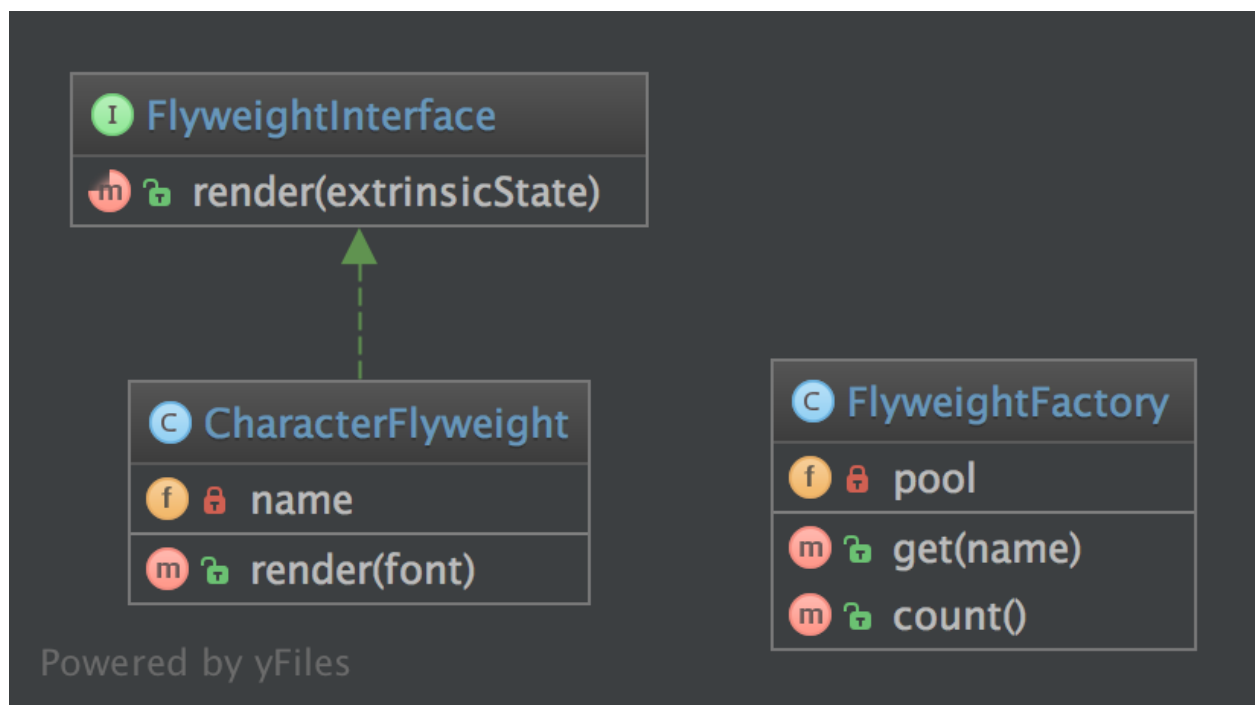 I FlyweightInterface
m render(extrinsicState)
C CharacterFlyweight
f name
m render(font)
C FlyweightFactory
f pool
m get(name)
m count()
Powered by yFiles